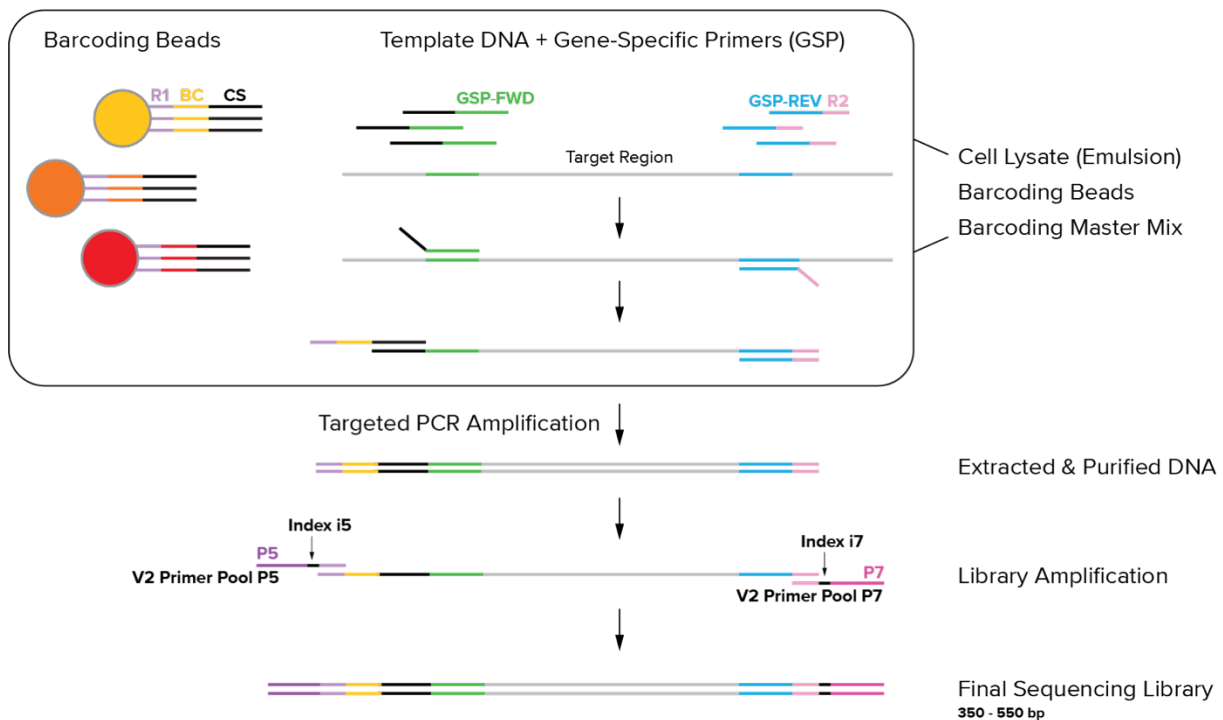 Barcoding Beads
Template DNA + Gene-Specific Primers (GSP)
R1 BC CS
GSP-FWD
GSP-REV R2
Target Region
Cell Lysate (Emulsion)
Barcoding Beads
Barcoding Master Mix
Targeted PCR Amplification
Extracted & Purified DNA
Index i5
P5
V2 Primer Pool P5
Index i7
P7
V2 Primer Pool P7
Library Amplification
Final Sequencing Library
350 - 550 bp